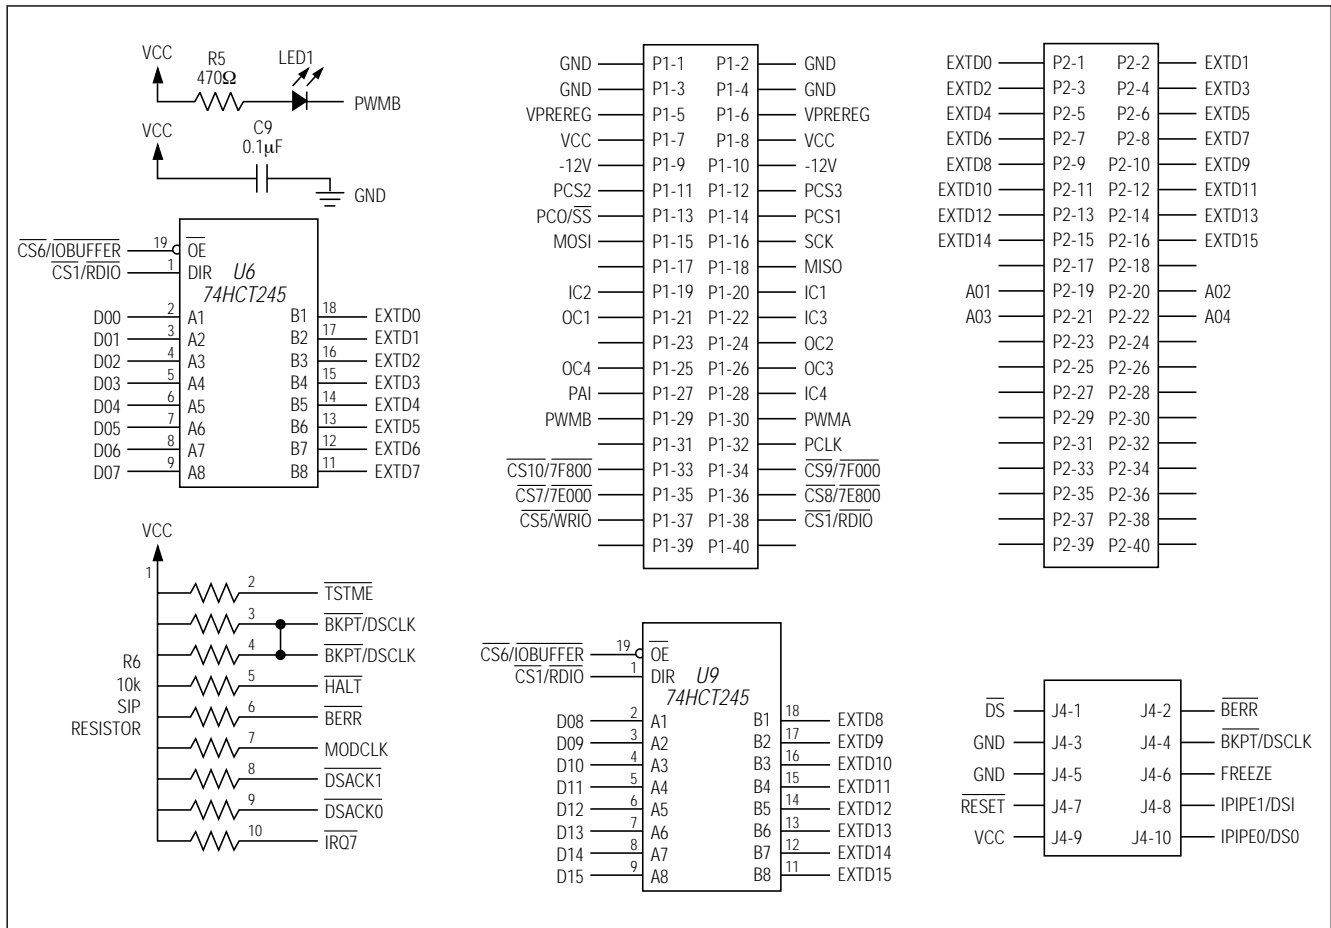 VCC
R5
470Ω
LED1
PWMB
VCC
C9
0.1µF
GND
CS6/IOBUFFER 19 OE
CS1/RDIO 1 DIR
U6
74HCT245
D00 2 A1 B1 18 EXTD0
D01 3 A2 B2 17 EXTD1
D02 4 A3 B3 16 EXTD2
D03 5 A4 B4 15 EXTD3
D04 6 A5 B5 14 EXTD4
D05 7 A6 B6 13 EXTD5
D06 8 A7 B7 12 EXTD6
D07 9 A8 B8 11 EXTD7
VCC
1
2 TSTME
3 BKPT/DSCLK
4 BKPT/DSCLK
5 HALT
6 BERR
7 MODCLK
8 DSACK1
9 DSACK0
10 IRQ7
R6
10k
SIP
RESISTOR
GND P1-1 P1-2 GND
GND P1-3 P1-4 GND
VPREREG P1-5 P1-6 VPREREG
VCC P1-7 P1-8 VCC
-12V P1-9 P1-10 -12V
PCS2 P1-11 P1-12 PCS3
PCO/SS P1-13 P1-14 PCS1
MOSI P1-15 P1-16 SCK
P1-17 P1-18 MISO
IC2 P1-19 P1-20 IC1
OC1 P1-21 P1-22 IC3
P1-23 P1-24 OC2
OC4 P1-25 P1-26 OC3
PAI P1-27 P1-28 IC4
PWMB P1-29 P1-30 PWMA
P1-31 P1-32 PCLK
CS10/7F800 P1-33 P1-34 CS9/7F000
CS7/7E000 P1-35 P1-36 CS8/7E800
CS5/WRIO P1-37 P1-38 CS1/RDIO
P1-39 P1-40
EXTD0 P2-1 P2-2 EXTD1
EXTD2 P2-3 P2-4 EXTD3
EXTD4 P2-5 P2-6 EXTD5
EXTD6 P2-7 P2-8 EXTD7
EXTD8 P2-9 P2-10 EXTD9
EXTD10 P2-11 P2-12 EXTD11
EXTD12 P2-13 P2-14 EXTD13
EXTD14 P2-15 P2-16 EXTD15
P2-17 P2-18
A01 P2-19 P2-20 A02
A03 P2-21 P2-22 A04
P2-23 P2-24
P2-25 P2-26
P2-27 P2-28
P2-29 P2-30
P2-31 P2-32
P2-33 P2-34
P2-35 P2-36
P2-37 P2-38
P2-39 P2-40
CS6/IOBUFFER 19 OE
CS1/RDIO 1 DIR
U9
74HCT245
D08 2 A1 B1 18 EXTD8
D09 3 A2 B2 17 EXTD9
D10 4 A3 B3 16 EXTD10
D11 5 A4 B4 15 EXTD11
D12 6 A5 B5 14 EXTD12
D13 7 A6 B6 13 EXTD13
D14 8 A7 B7 12 EXTD14
D15 9 A8 B8 11 EXTD15
DS J4-1 J4-2 BERR
GND J4-3 J4-4 BKPT/DSCLK
GND J4-5 J4-6 FREEZE
RESET J4-7 J4-8 IPIPE1/DSI
VCC J4-9 J4-10 IPIPE0/DS0